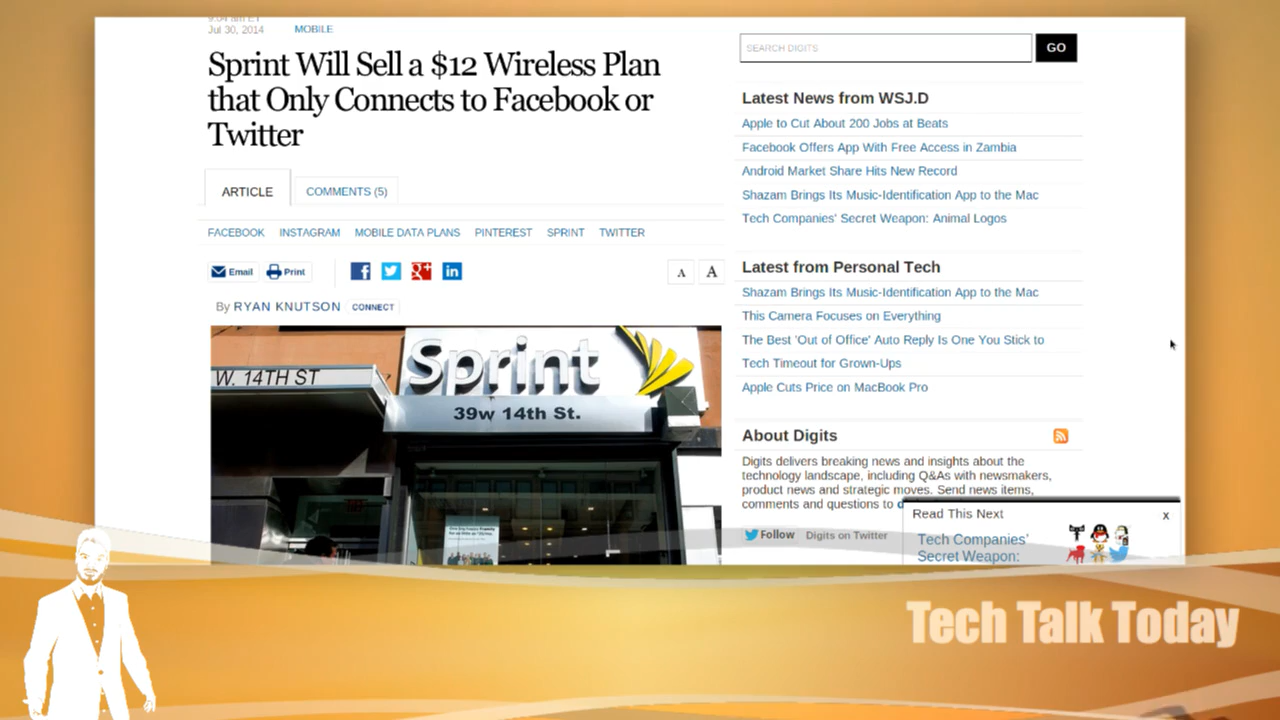 9:04 am ET
Jul 30, 2014
MOBILE
Sprint Will Sell a $12 Wireless Plan
that Only Connects to Facebook or
Twitter
ARTICLE
COMMENTS (5)
FACEBOOK
INSTAGRAM
MOBILE DATA PLANS
PINTEREST
SPRINT
TWITTER
Email
Print
A
A
By RYAN KNUTSON
CONNECT
Sprint
W. 14TH ST
39w 14th St.
SEARCH DIGITS
GO
Latest News from WSJ.D
Apple to Cut About 200 Jobs at Beats
Facebook Offers App With Free Access in Zambia
Android Market Share Hits New Record
Shazam Brings Its Music-Identification App to the Mac
Tech Companies' Secret Weapon: Animal Logos
Latest from Personal Tech
Shazam Brings Its Music-Identification App to the Mac
This Camera Focuses on Everything
The Best 'Out of Office' Auto Reply Is One You Stick to
Tech Timeout for Grown-Ups
Apple Cuts Price on MacBook Pro
About Digits
Digits delivers breaking news and insights about the
technology landscape, including Q&As with newsmakers,
product news and strategic moves. Send news items,
comments and questions to
Follow
Digits on Twitter
Read This Next
x
Tech Companies'
Secret Weapon:
Tech Talk Today